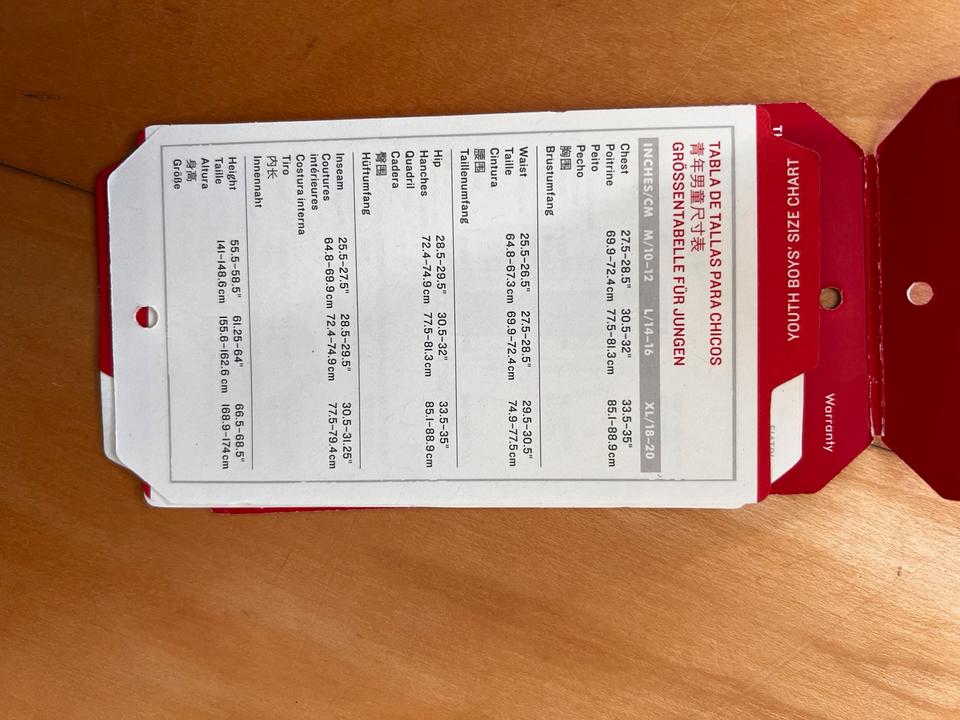 YOUTH BOYS' SIZE CHART
Warranty
TABLA DE TALLAS PARA CHICOS
青年男童尺寸表
GRÖSSENTABELLE FÜR JUNGEN
INCHES/CM M/10–12 L/14–16 XL/18–20
Chest 27.5–28.5" 30.5–32" 33.5–35"
Poitrine 69.9–72.4cm 77.5–81.3cm 85.1–88.9cm
Peito
Pecho
胸围
Brustumfang
Waist 25.5–26.5" 27.5–28.5" 29.5–30.5"
Taille 64.8–67.3cm 69.9–72.4cm 74.9–77.5cm
Cintura
腰围
Taillenumfang
Hip 28.5–29.5" 30.5–32" 33.5–35"
Hanches 72.4–74.9cm 77.5–81.3cm 85.1–88.9cm
Quadril
Cadera
臀围
Hüftumfang
Inseam 25.5–27.5" 28.5–29.5" 30.5–31.25"
Coutures 64.8–69.9cm 72.4–74.9cm 77.5–79.4cm
intérieures
Costura interna
Tiro
内长
Innennaht
Height 55.5–58.5" 61.25–64" 66.5–68.5"
Taille 141–148.6cm 155.6–162.6 cm 168.9–174cm
Altura
身高
Größe